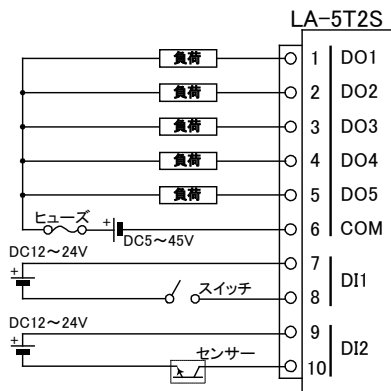 LA-5T2S
負荷 1 DO1
負荷 2 DO2
負荷 3 DO3
負荷 4 DO4
負荷 5 DO5
ヒューズ + DC5～45V 6 COM
DC12～24V
+ 7
DI1
スイッチ 8
DC12～24V
+ 9
DI2
センサー 10